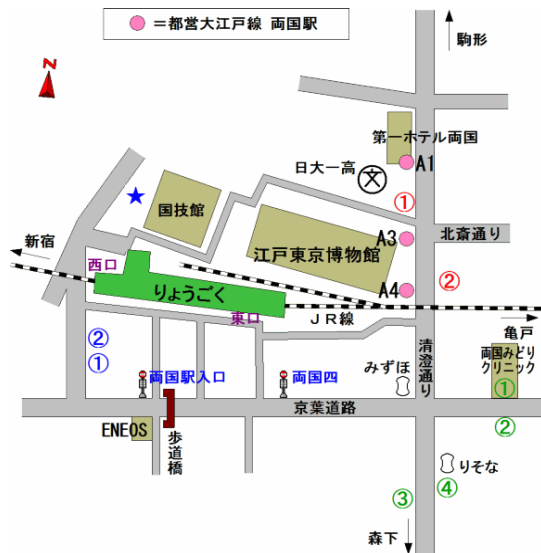 ＝都営大江戸線 両国駅
駒形
N
第一ホテル両国
A1
日大一高
文
①
★
国技館
A3
北斎通り
江戸東京博物館
新宿
西口
りょうごく
A4
②
東口
ＪＲ線
亀戸
②
①
清澄通り
両国みどり
クリニック
みずほ
両国駅入口
両国四
①
京葉道路
ENEOS
歩道橋
②
りそな
④
③
森下